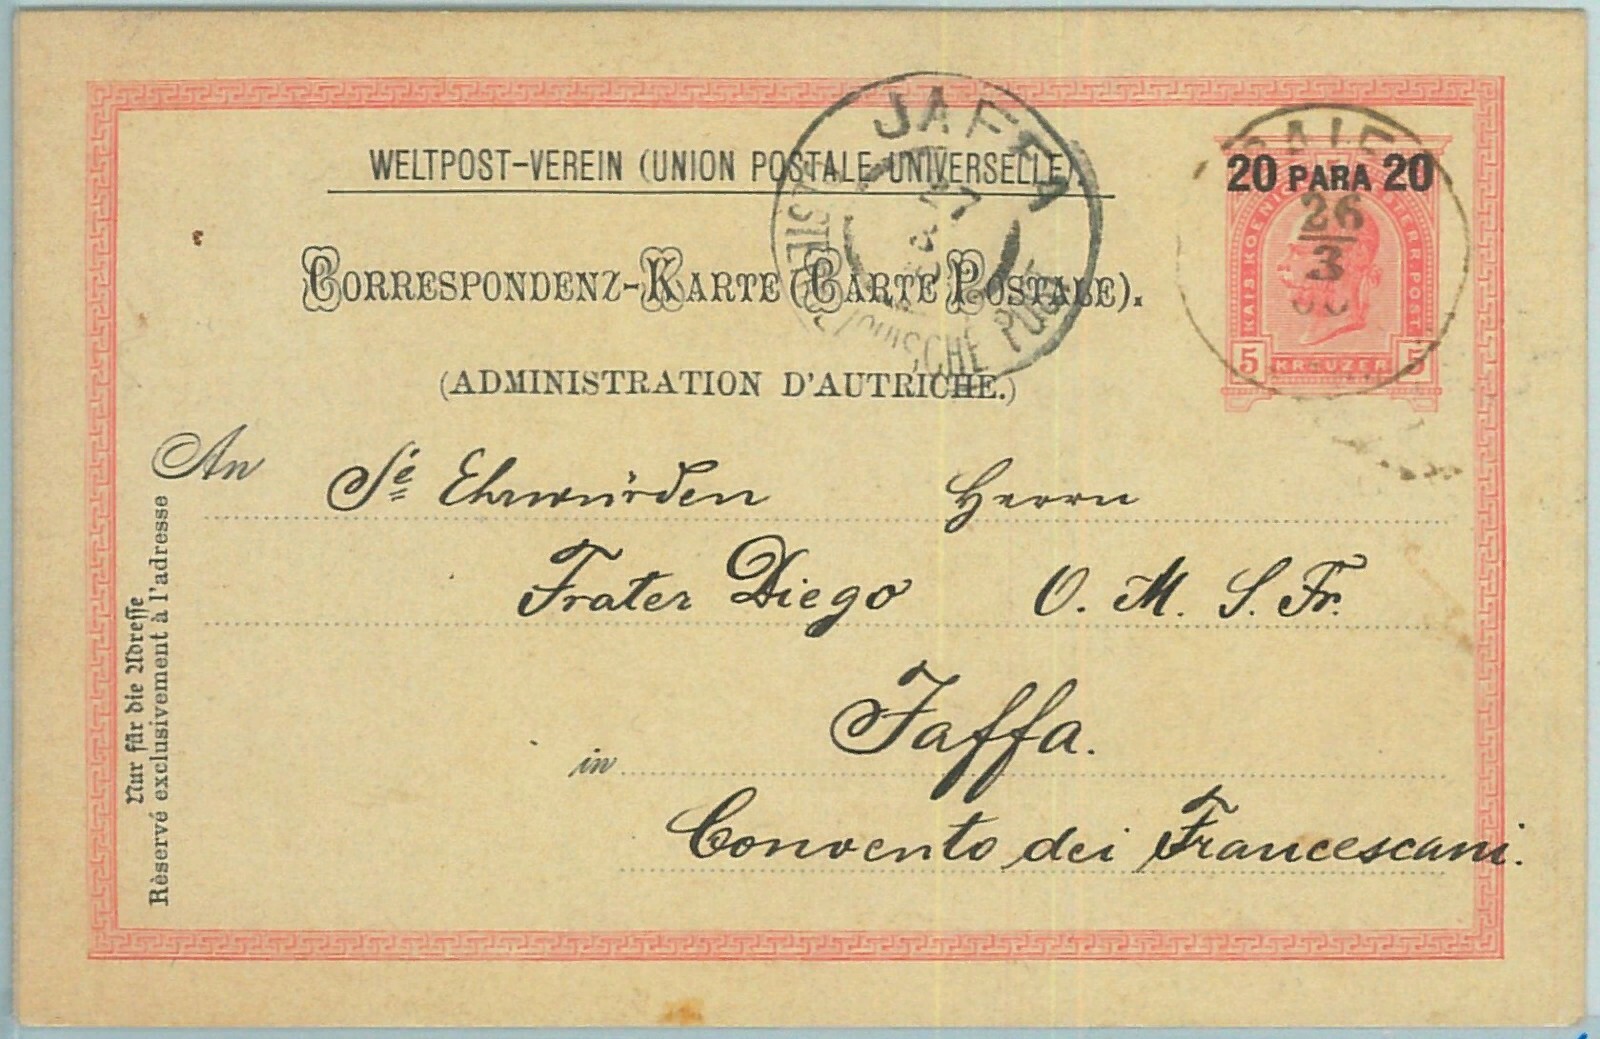 WELTPOST-VEREIN (UNION POSTALE UNIVERSELLE).
CORRESPONDENZ-KARTE (CARTE POSTALE).
(ADMINISTRATION D'AUTRICHE.)
JAFFA
27
20 PARA 20
26
3
5 KREUZER 5
An Se Ehrwürden Herrn
Frater Diego O. M. S. Fr.
in Jaffa.
Convento dei Francescani.
Nur für die Adresse
Rèservé exclusivement à l'adresse